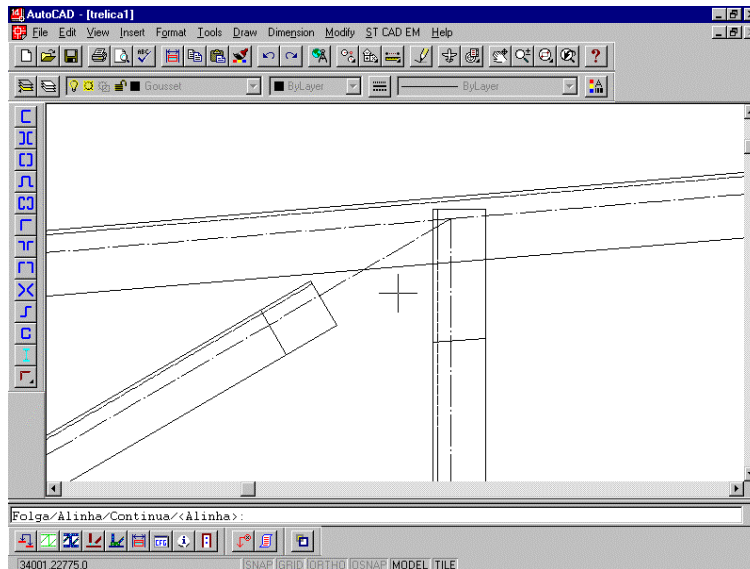 AutoCAD - [trelica1]
File Edit View Insert Format Tools Draw Dimension Modify ST CAD EM Help
Gousset ByLayer ByLayer
Folga/Alinha/Continua/<Alinha>:
CFG
34001,22775,0 SNAP GRID ORTHO OSNAP MODEL TILE